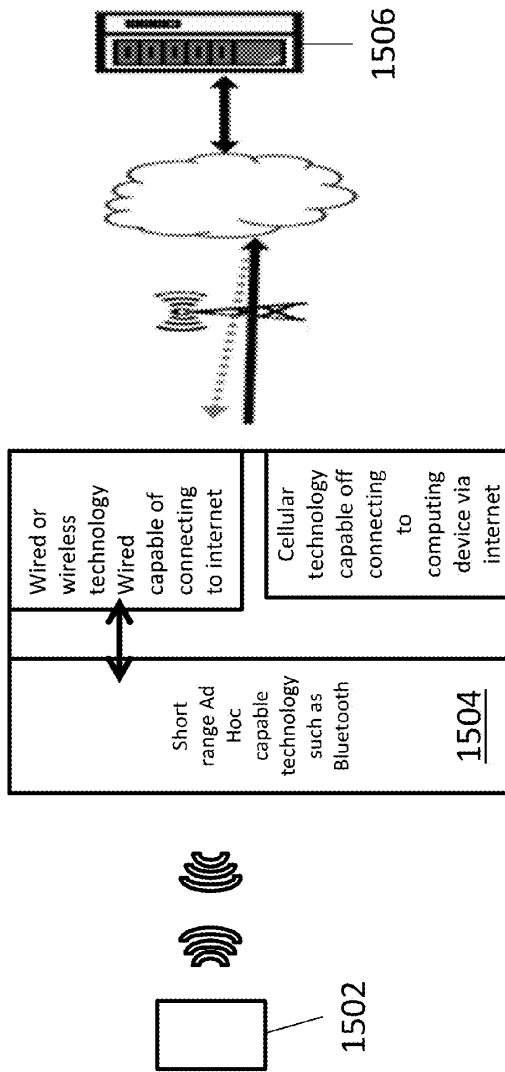 1502
Short
range Ad
Hoc
capable
technology
such as
Bluetooth
1504
Wired or
wireless
technology
Wired
capable of
connecting
to internet
Cellular
technology
capable off
connecting
to
computing
device via
internet
1506